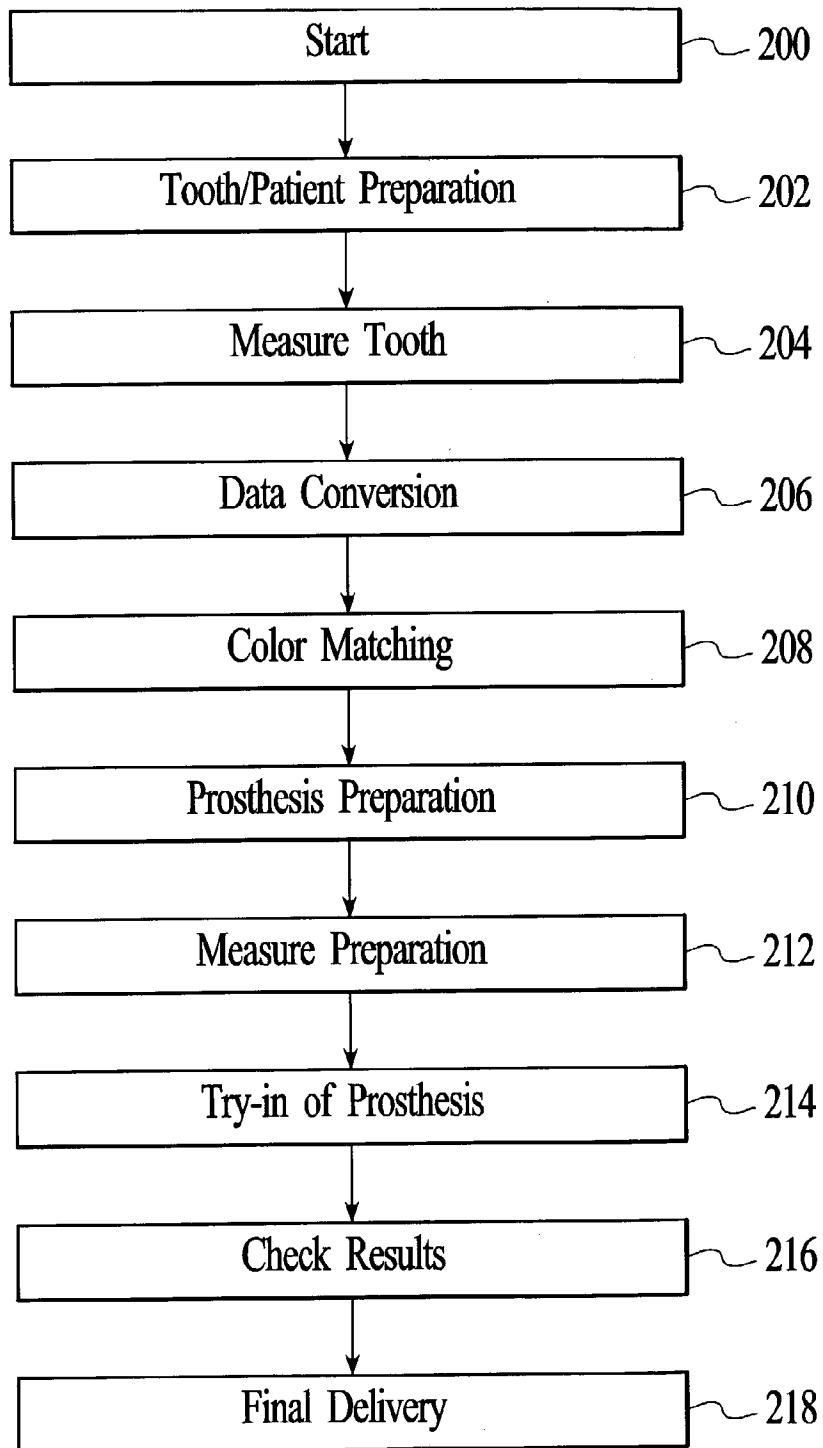 Start 200
Tooth/Patient Preparation 202
Measure Tooth 204
Data Conversion 206
Color Matching 208
Prosthesis Preparation 210
Measure Preparation 212
Try-in of Prosthesis 214
Check Results 216
Final Delivery 218